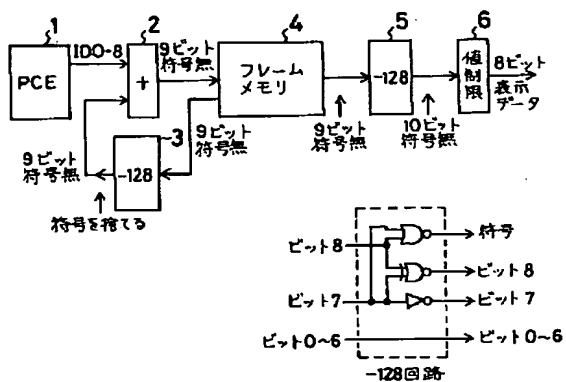 1
2
4
5
6
PCE
IDO-8
+
9ビット
符号無
フレーム
メモリ
-128
値制限
8ビット
表示
データ
3
9ビット
符号無
-128
9ビット
符号無
9ビット
符号無
10ビット
符号無
符号を捨てる
ビット8
符号
ビット8
ビット7
ビット7
ビット0~6
ビット0~6
-128回路